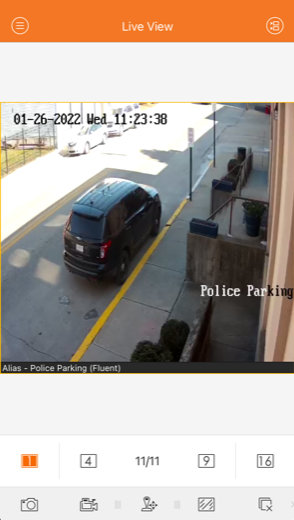 Live View
01-26-2022 Wed 11:23:38
Police Parking
Alias - Police Parking (Fluent)
4
11/11
9
16